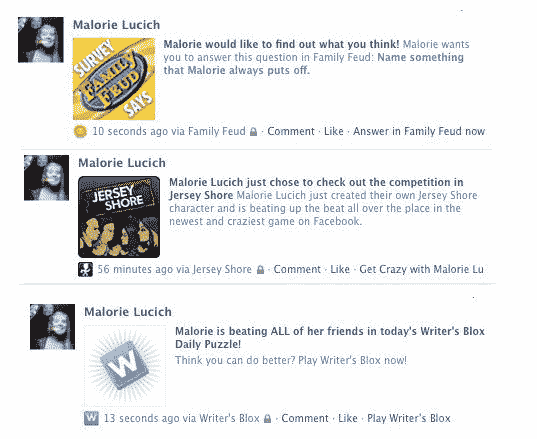 Malorie Lucich
SURVEY
FAMILY
FEUD
SAYS
Malorie would like to find out what you think! Malorie wants
you to answer this question in Family Feud: Name something
that Malorie always puts off.
10 seconds ago via Family Feud · Comment · Like · Answer in Family Feud now
Malorie Lucich
JERSEY
SHORE
Malorie Lucich just chose to check out the competition in
Jersey Shore Malorie Lucich just created their own Jersey Shore
character and is beating up the beat all over the place in the
newest and craziest game on Facebook.
56 minutes ago via Jersey Shore · Comment · Like · Get Crazy with Malorie Lu
Malorie Lucich
W
Malorie is beating ALL of her friends in today's Writer's Blox
Daily Puzzle!
Think you can do better? Play Writer's Blox now!
W 13 seconds ago via Writer's Blox · Comment · Like · Play Writer's Blox